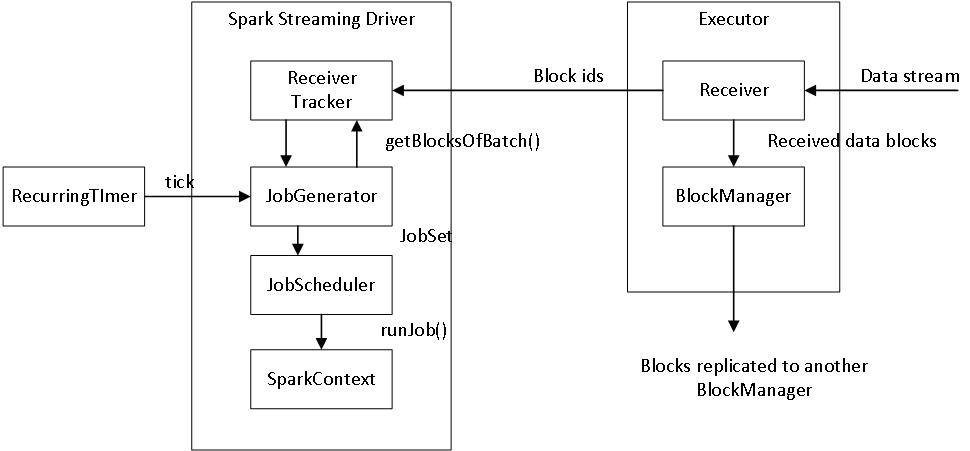 Spark Streaming Driver
Executor
Receiver
Tracker
Block ids
Receiver
Data stream
getBlocksOfBatch()
Received data blocks
RecurringTImer
tick
JobGenerator
BlockManager
JobSet
JobScheduler
runJob()
SparkContext
Blocks replicated to another
BlockManager